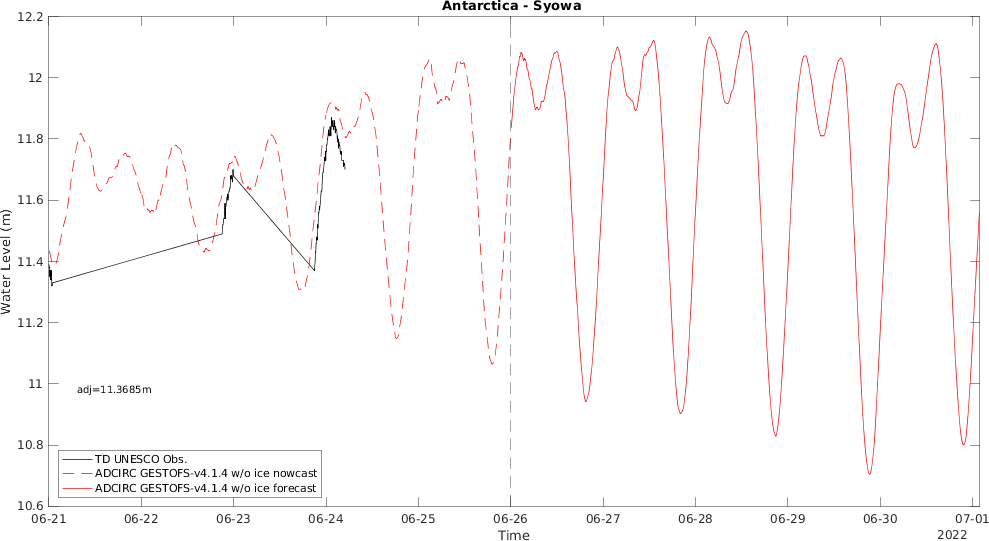 Antarctica - Syowa
12.2
12
11.8
11.6
11.4
11.2
11
10.8
10.6
Water Level (m)
adj=11.3685m
TD UNESCO Obs.
ADCIRC GESTOFS-v4.1.4 w/o ice nowcast
ADCIRC GESTOFS-v4.1.4 w/o ice forecast
06-21 06-22 06-23 06-24 06-25 06-26 06-27 06-28 06-29 06-30 07-01
Time
2022